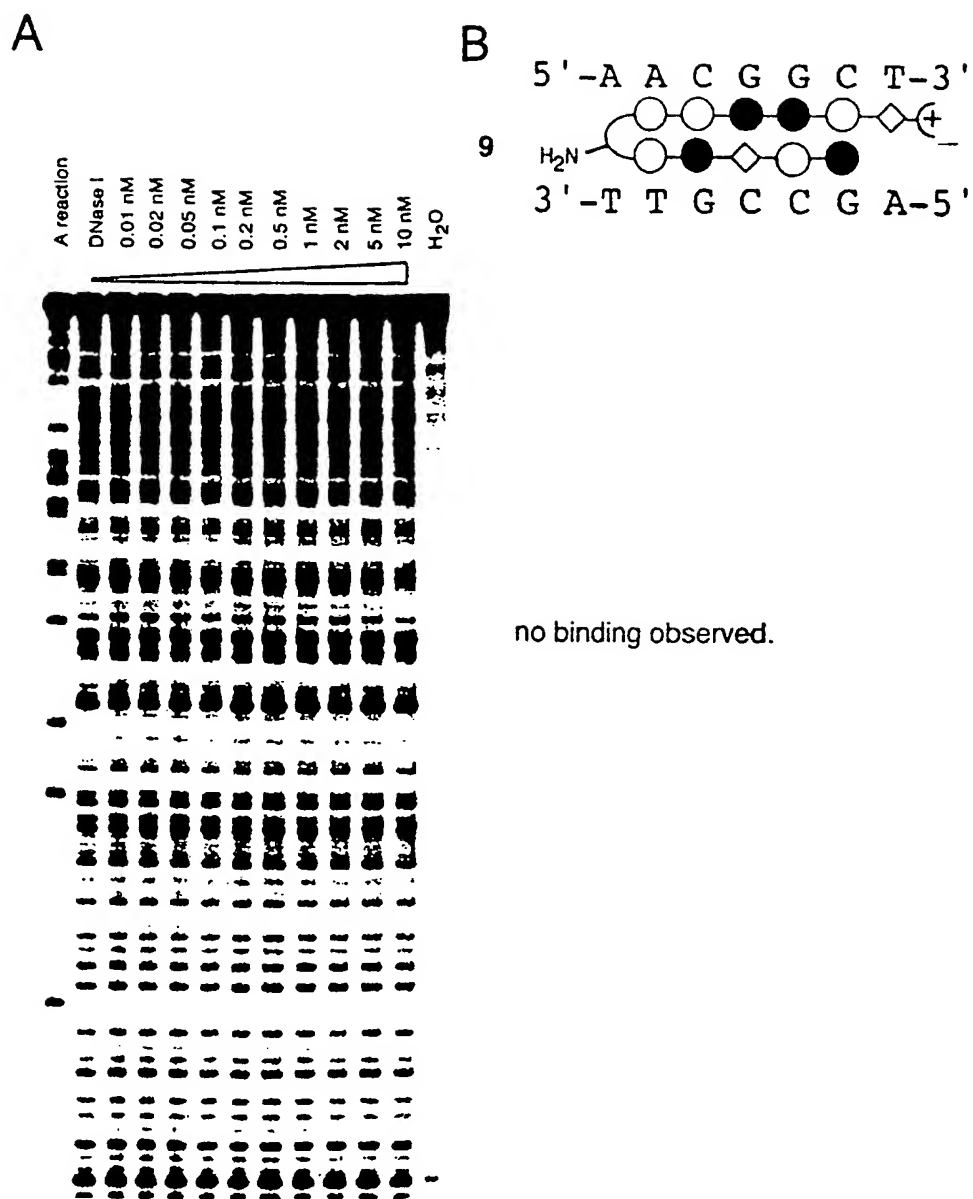 A
A reaction
DNase I
0.01 nM
0.02 nM
0.05 nM
0.1 nM
0.2 nM
0.5 nM
1 nM
2 nM
5 nM
10 nM
H2O
B
5'-A A C G G C T-3'
+
−
9
H2N
3'-T T G C C G A-5'
no binding observed.